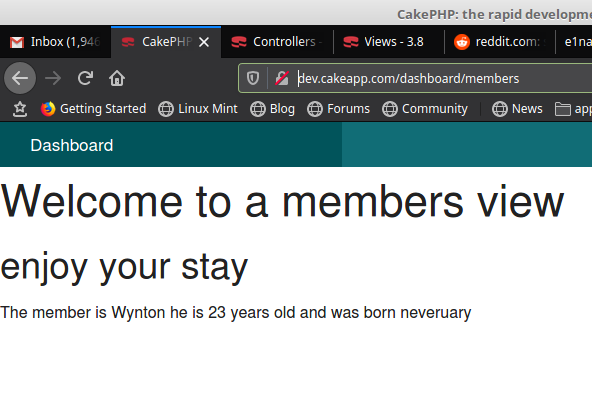 CakePHP: the rapid developme
Inbox (1,946
CakePHP
Controllers -
Views - 3.8
reddit.com:
e1na
dev.cakeapp.com/dashboard/members
Getting Started
Linux Mint
Blog
Forums
Community
News
app
Dashboard
Welcome to a members view
enjoy your stay
The member is Wynton he is 23 years old and was born neveruary